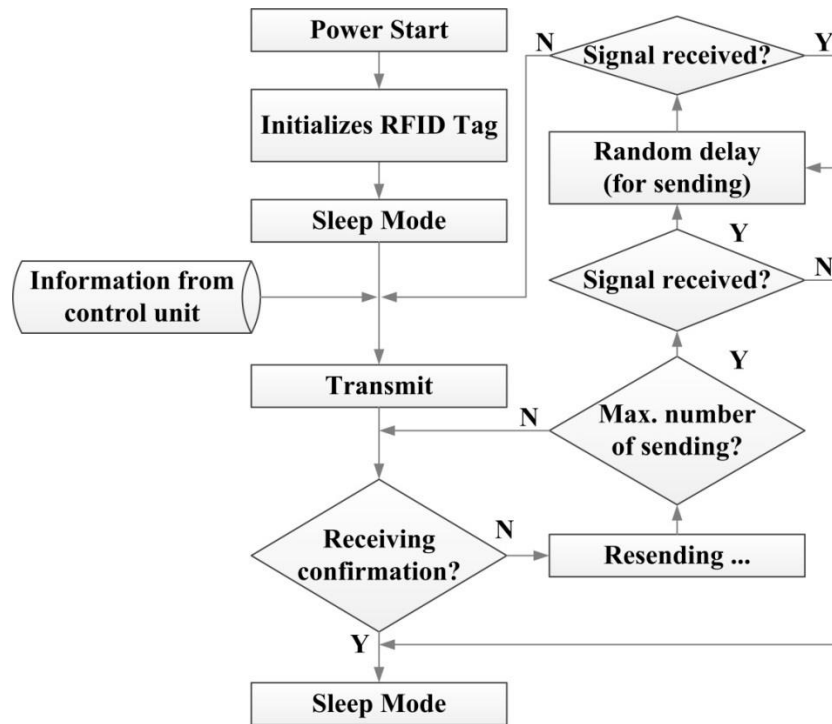 Power Start
Initializes RFID Tag
Sleep Mode
Information from
control unit
Transmit
Receiving
confirmation?
N
Y
Sleep Mode
Resending ...
Max. number
of sending?
N
Y
Signal received?
Y
N
Random delay
(for sending)
Signal received?
N
Y